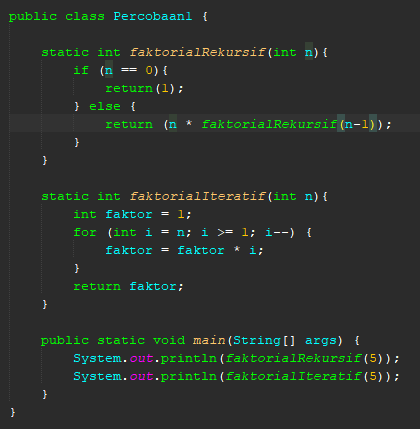 public class Percobaan1 {
static int faktorialRekursif(int n){
if (n == 0){
return(1);
} else {
return (n * faktorialRekursif(n-1));
}
}
static int faktorialIteratif(int n){
int faktor = 1;
for (int i = n; i >= 1; i--) {
faktor = faktor * i;
}
return faktor;
}
public static void main(String[] args) {
System.out.println(faktorialRekursif(5));
System.out.println(faktorialIteratif(5));
}
}